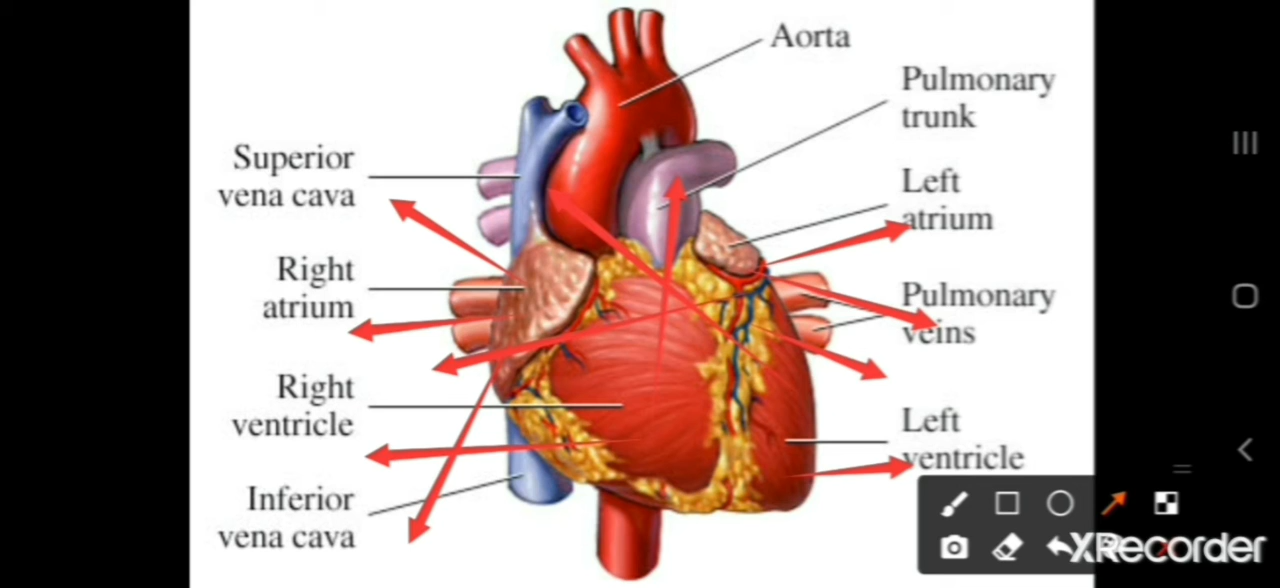 Aorta
Pulmonary
trunk
Superior
vena cava
Left
atrium
Right
atrium
Pulmonary
veins
Right
ventricle
Left
ventricle
Inferior
vena cava
XRecorder